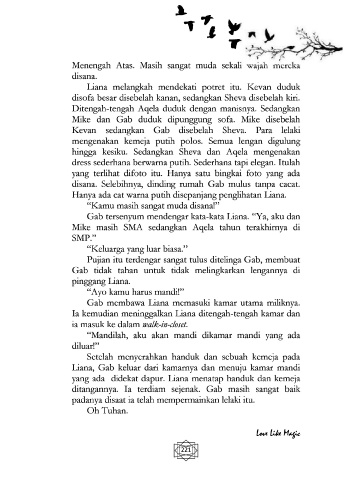 Menengah Atas. Masih sangat muda sekali wajah mereka
disana.
Liana melangkah mendekati potret itu. Kevan duduk
disofa besar disebelah kanan, sedangkan Sheva disebelah kiri.
Ditengah-tengah Aqela duduk dengan manisnya. Sedangkan
Mike dan Gab duduk dipunggung sofa. Mike disebelah
Kevan sedangkan Gab disebelah Sheva. Para lelaki
mengenakan kemeja putih polos. Semua lengan digulung
hingga kesiku. Sedangkan Sheva dan Aqela mengenakan
dress sederhana berwarna putih. Sederhana tapi elegan. Itulah
yang terlihat difoto itu. Hanya satu bingkai foto yang ada
disana. Selebihnya, dinding rumah Gab mulus tanpa cacat.
Hanya ada cat warna putih disepanjang penglihatan Liana.
“Kamu masih sangat muda disana!”
Gab tersenyum mendengar kata-kata Liana. “Ya, aku dan
Mike masih SMA sedangkan Aqela tahun terakhirnya di
SMP.”
“Keluarga yang luar biasa.”
Pujian itu terdengar sangat tulus ditelinga Gab, membuat
Gab tidak tahan untuk tidak melingkarkan lengannya di
pinggang Liana.
“Ayo kamu harus mandi!”
Gab membawa Liana memasuki kamar utama miliknya.
Ia kemudian meninggalkan Liana ditengah-tengah kamar dan
ia masuk ke dalam walk-in-closet.
“Mandilah, aku akan mandi dikamar mandi yang ada
diluar!”
Setelah menyerahkan handuk dan sebuah kemeja pada
Liana, Gab keluar dari kamarnya dan menuju kamar mandi
yang ada didekat dapur. Liana menatap handuk dan kemeja
ditangannya. Ia terdiam sejenak. Gab masih sangat baik
padanya disaat ia telah mempermainkan lelaki itu.
Oh Tuhan.
Love Like Magic
221